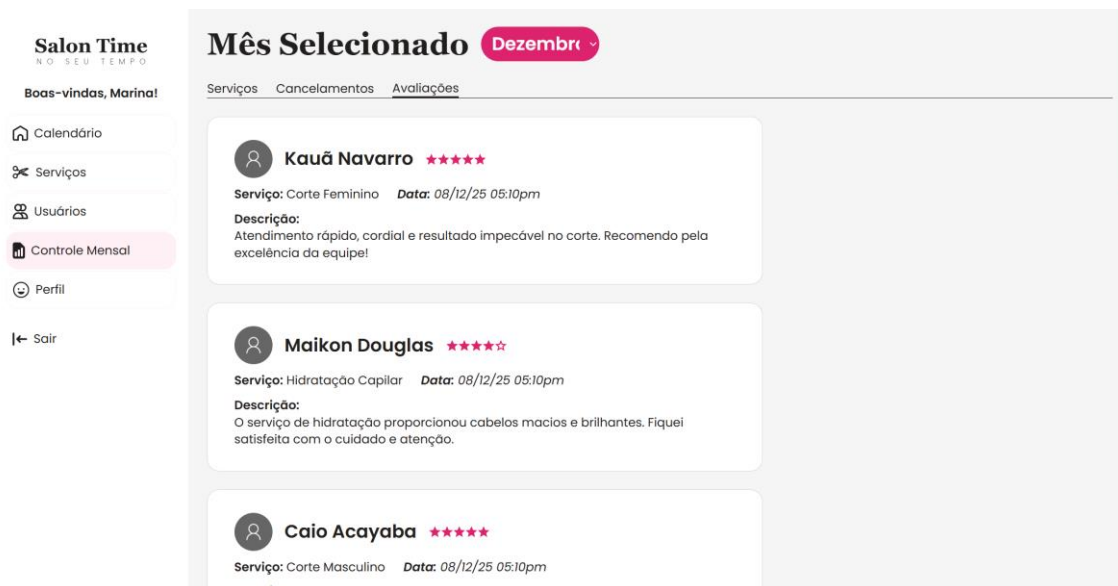 Salon Time
NO SEU TEMPO
Boas-vindas, Marina!
Calendário
Serviços
Usuários
Controle Mensal
Perfil
Sair
Mês Selecionado
Dezembro
Serviços Cancelamentos Avaliações
Kauã Navarro
Serviço: Corte Feminino Data: 08/12/25 05:10pm
Descrição:
Atendimento rápido, cordial e resultado impecável no corte. Recomendo pela
excelência da equipe!
Maikon Douglas
Serviço: Hidratação Capilar Data: 08/12/25 05:10pm
Descrição:
O serviço de hidratação proporcionou cabelos macios e brilhantes. Fiquei
satisfeita com o cuidado e atenção.
Caio Acayaba
Serviço: Corte Masculino Data: 08/12/25 05:10pm